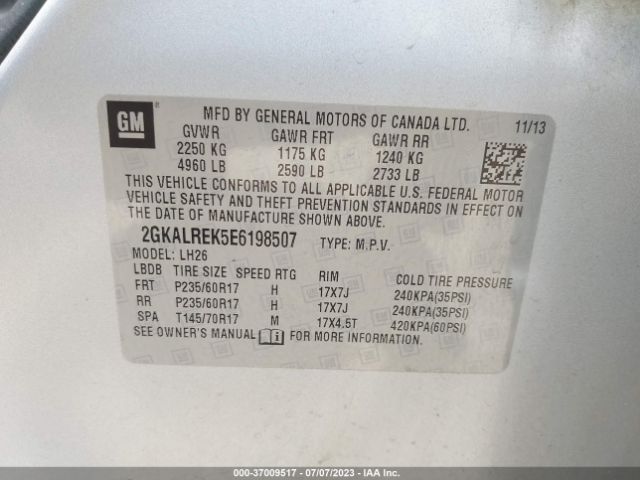 GM
MFD BY GENERAL MOTORS OF CANADA LTD. 11/13
GVWR GAWR FRT GAWR RR
2250 KG 1175 KG 1240 KG
4960 LB 2590 LB 2733 LB
THIS VEHICLE CONFORMS TO ALL APPLICABLE U.S. FEDERAL MOTOR
VEHICLE SAFETY AND THEFT PREVENTION STANDARDS IN EFFECT ON
THE DATE OF MANUFACTURE SHOWN ABOVE.
2GKALREK5E6198507 TYPE: M.P.V.
MODEL: LH26
LBDB TIRE SIZE SPEED RTG RIM COLD TIRE PRESSURE
FRT P235/60R17 H 17X7J 240KPA(35PSI)
RR P235/60R17 H 17X7J 240KPA(35PSI)
SPA T145/70R17 M 17X4.5T 420KPA(60PSI)
SEE OWNER'S MANUAL FOR MORE INFORMATION.
000-37009517 - 07/07/2023 - IAA Inc.